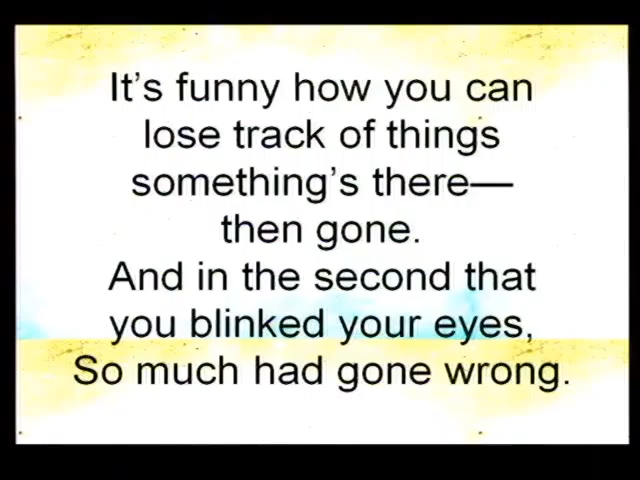 It’s funny how you can
lose track of things
something’s there—
then gone.
And in the second that
you blinked your eyes,
So much had gone wrong.